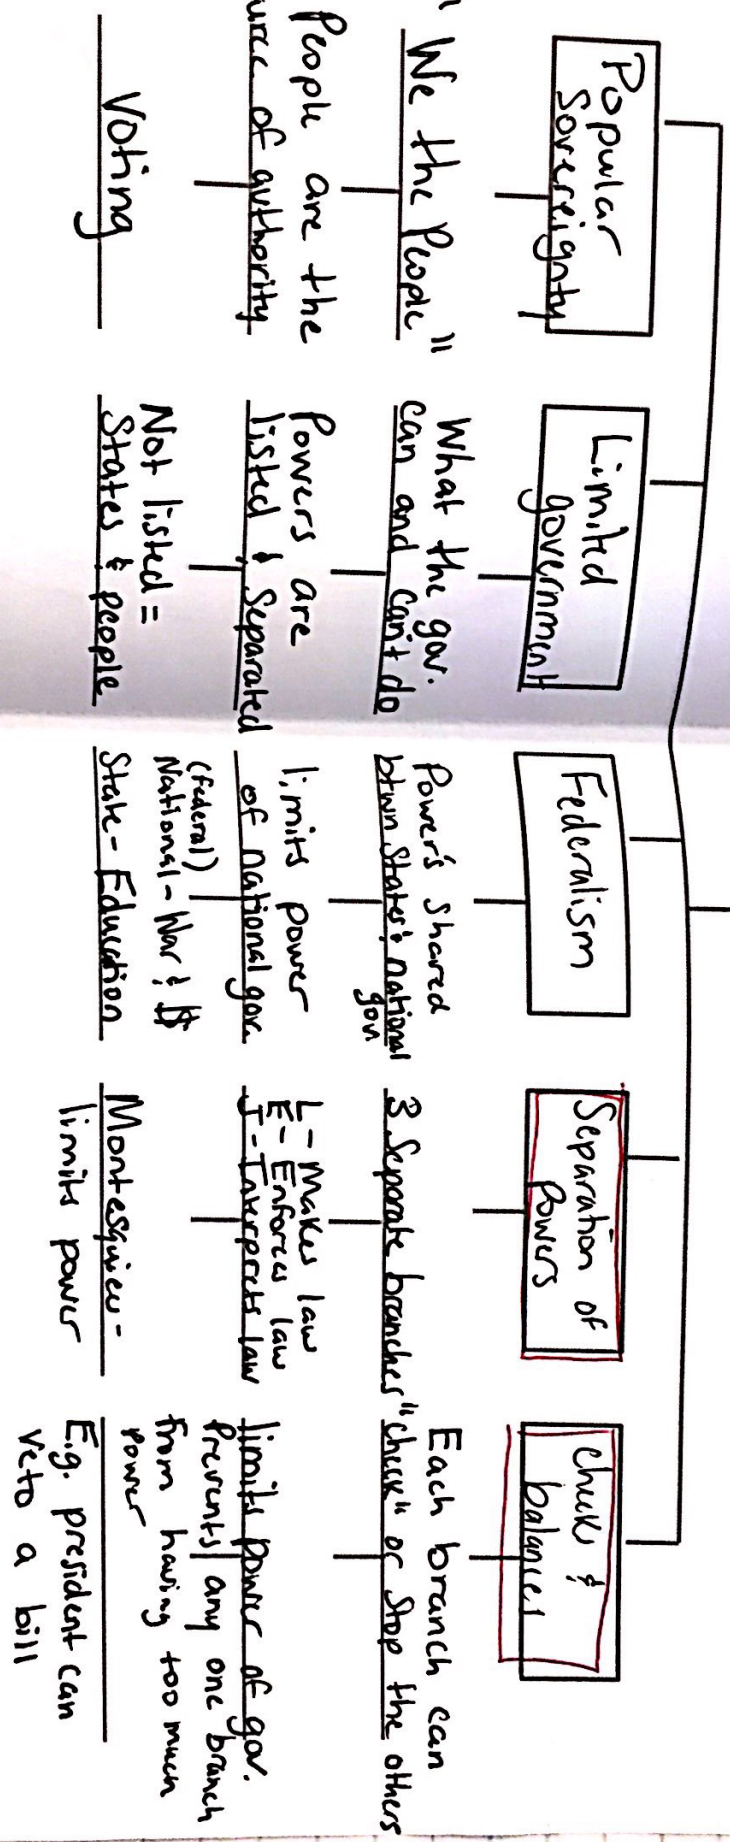 Popular
Sovereignty
"We the People"
People are the
of authority
Voting
Limited
government
What the gov.
can and can't do
Powers are
listed & Separated
Not listed =
States & people
Federalism
Power's shared
btwn States & national
gov.
limits power
of national gov.
(federal)
National - War & $
State - Education
Separation of
Powers
3 Separate branches
L - Makes law
E - Enforces law
J - Interprets law
Montesquieu -
limits power
checks &
balances
Each branch can
"check" or stop the others
limits power of gov.
Prevents any one branch
from having too much
power
E.g. president can
veto a bill